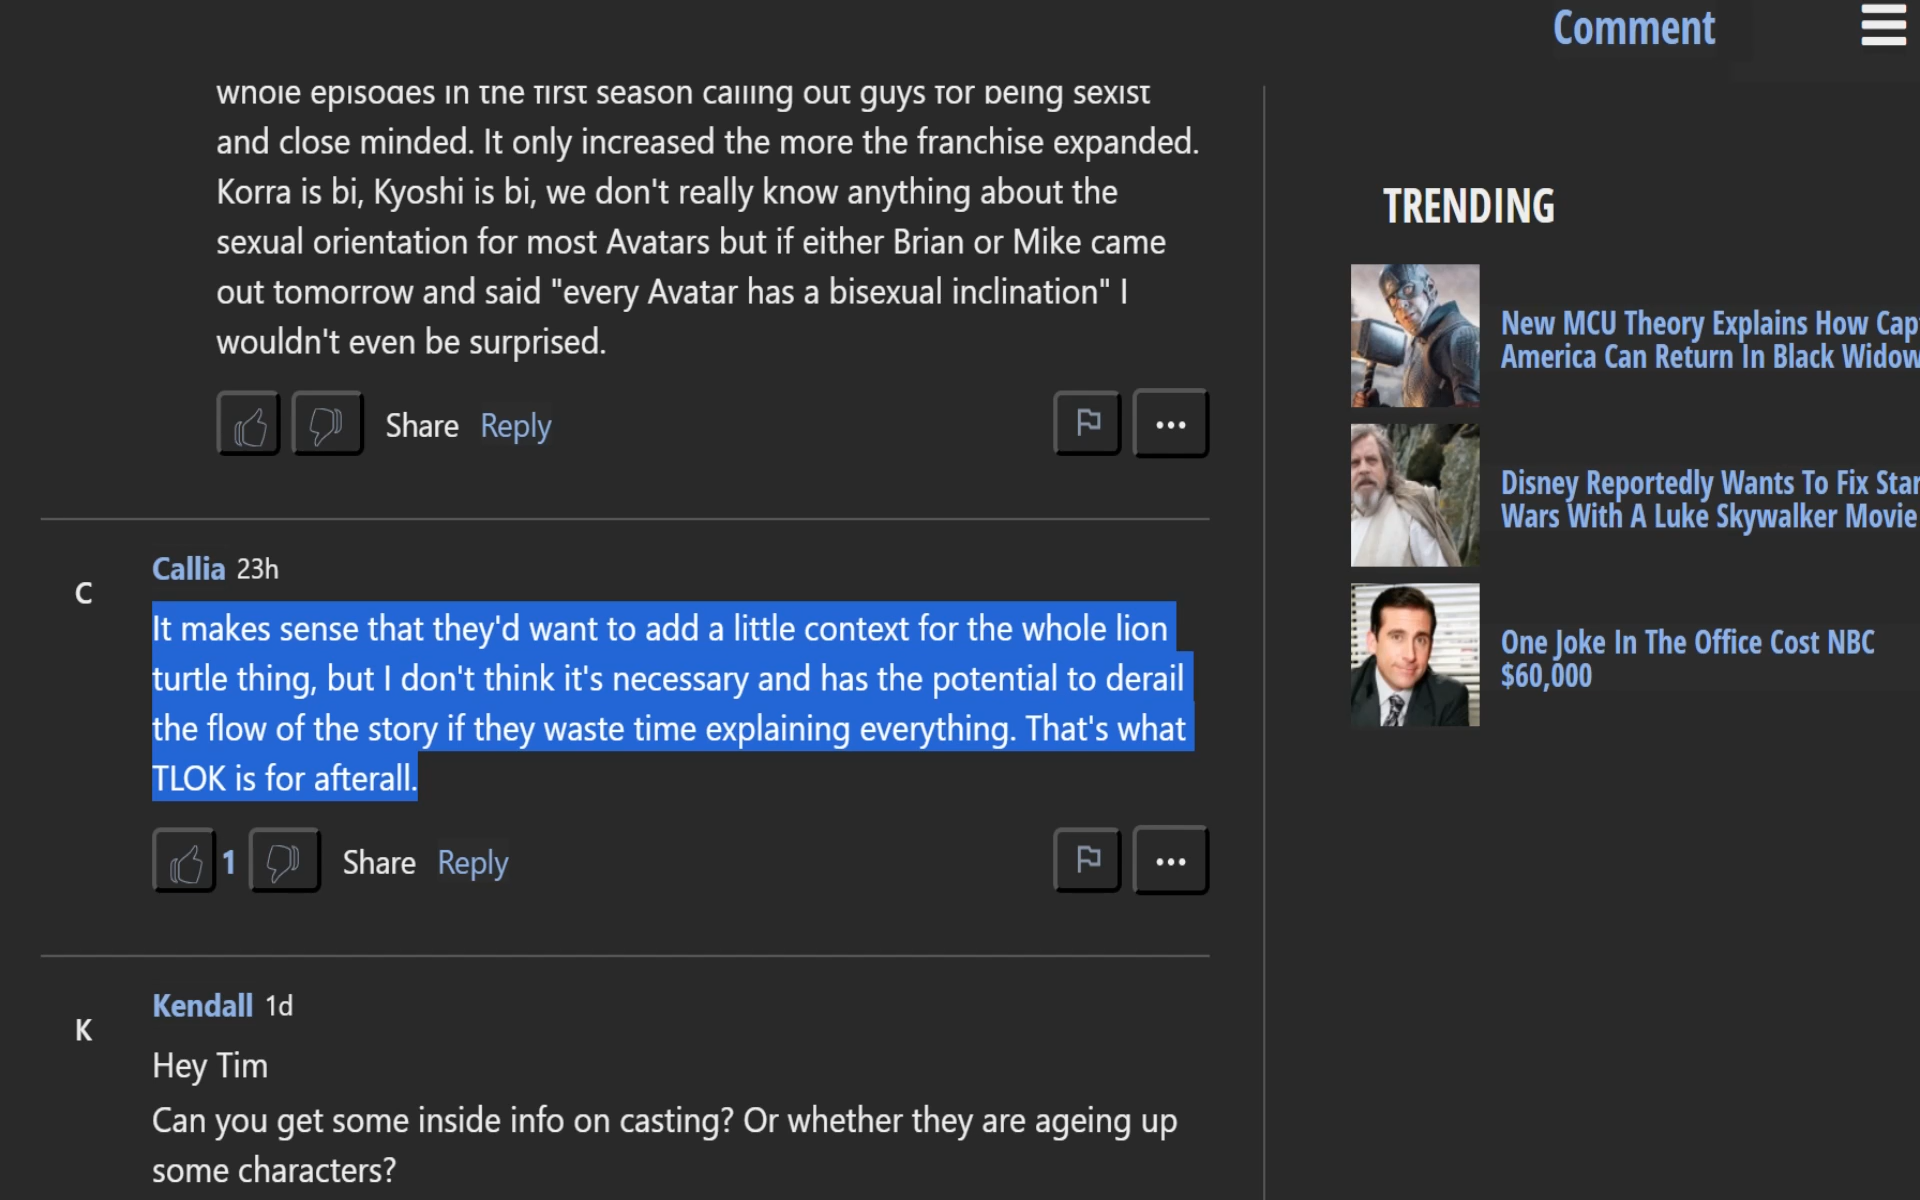 Comment
whole episodes in the first season calling out guys for being sexist
and close minded. It only increased the more the franchise expanded.
Korra is bi, Kyoshi is bi, we don't really know anything about the
sexual orientation for most Avatars but if either Brian or Mike came
out tomorrow and said "every Avatar has a bisexual inclination" I
wouldn't even be surprised.
Share Reply
C
Callia 23h
It makes sense that they'd want to add a little context for the whole lion
turtle thing, but I don't think it's necessary and has the potential to derail
the flow of the story if they waste time explaining everything. That's what
TLOK is for afterall.
1 Share Reply
K
Kendall 1d
Hey Tim
Can you get some inside info on casting? Or whether they are ageing up
some characters?
TRENDING
New MCU Theory Explains How Cap
America Can Return In Black Widow
Disney Reportedly Wants To Fix Star
Wars With A Luke Skywalker Movie
One Joke In The Office Cost NBC
$60,000